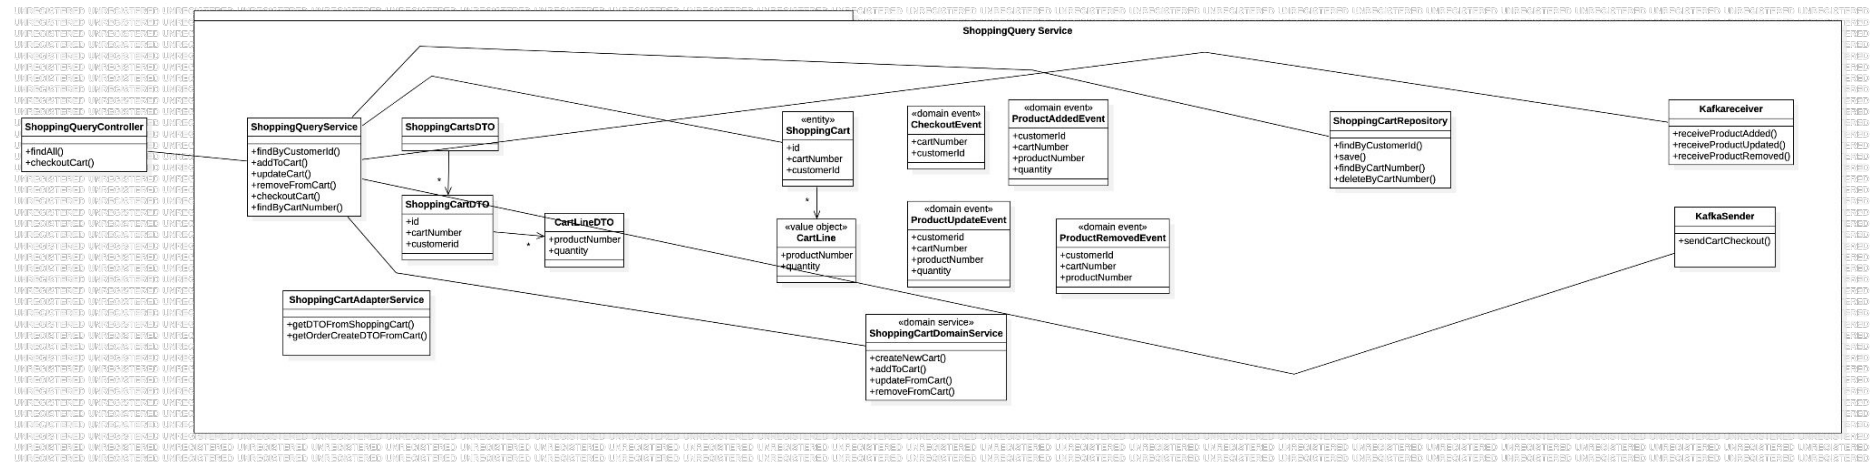 ShoppingQuery Service
ShoppingQueryController
+findAll()
+checkoutCart()
ShoppingQueryService
+findByCustomerId()
+addToCart()
+updateCart()
+removeFromCart()
+checkoutCart()
+findByCartNumber()
ShoppingCartsDTO
*
ShoppingCartDTO
+id
+cartNumber
+customerid
*
CartLineDTO
+productNumber
+quantity
ShoppingCartAdapterService
+getDTOFromShoppingCart()
+getOrderCreateDTOFromCart()
«entity»
ShoppingCart
+id
+cartNumber
+customerId
*
«value object»
CartLine
+productNumber
+quantity
«domain event»
CheckoutEvent
+cartNumber
+customerId
«domain event»
ProductAddedEvent
+customerId
+cartNumber
+productNumber
+quantity
«domain event»
ProductUpdateEvent
+customerid
+cartNumber
+productNumber
+quantity
«domain event»
ProductRemovedEvent
+customerId
+cartNumber
+productNumber
«domain service»
ShoppingCartDomainService
+createNewCart()
+addToCart()
+updateFromCart()
+removeFromCart()
ShoppingCartRepository
+findByCustomerId()
+save()
+findByCartNumber()
+deleteByCartNumber()
Kafkareceiver
+receiveProductAdded()
+receiveProductUpdated()
+receiveProductRemoved()
KafkaSender
+sendCartCheckout()